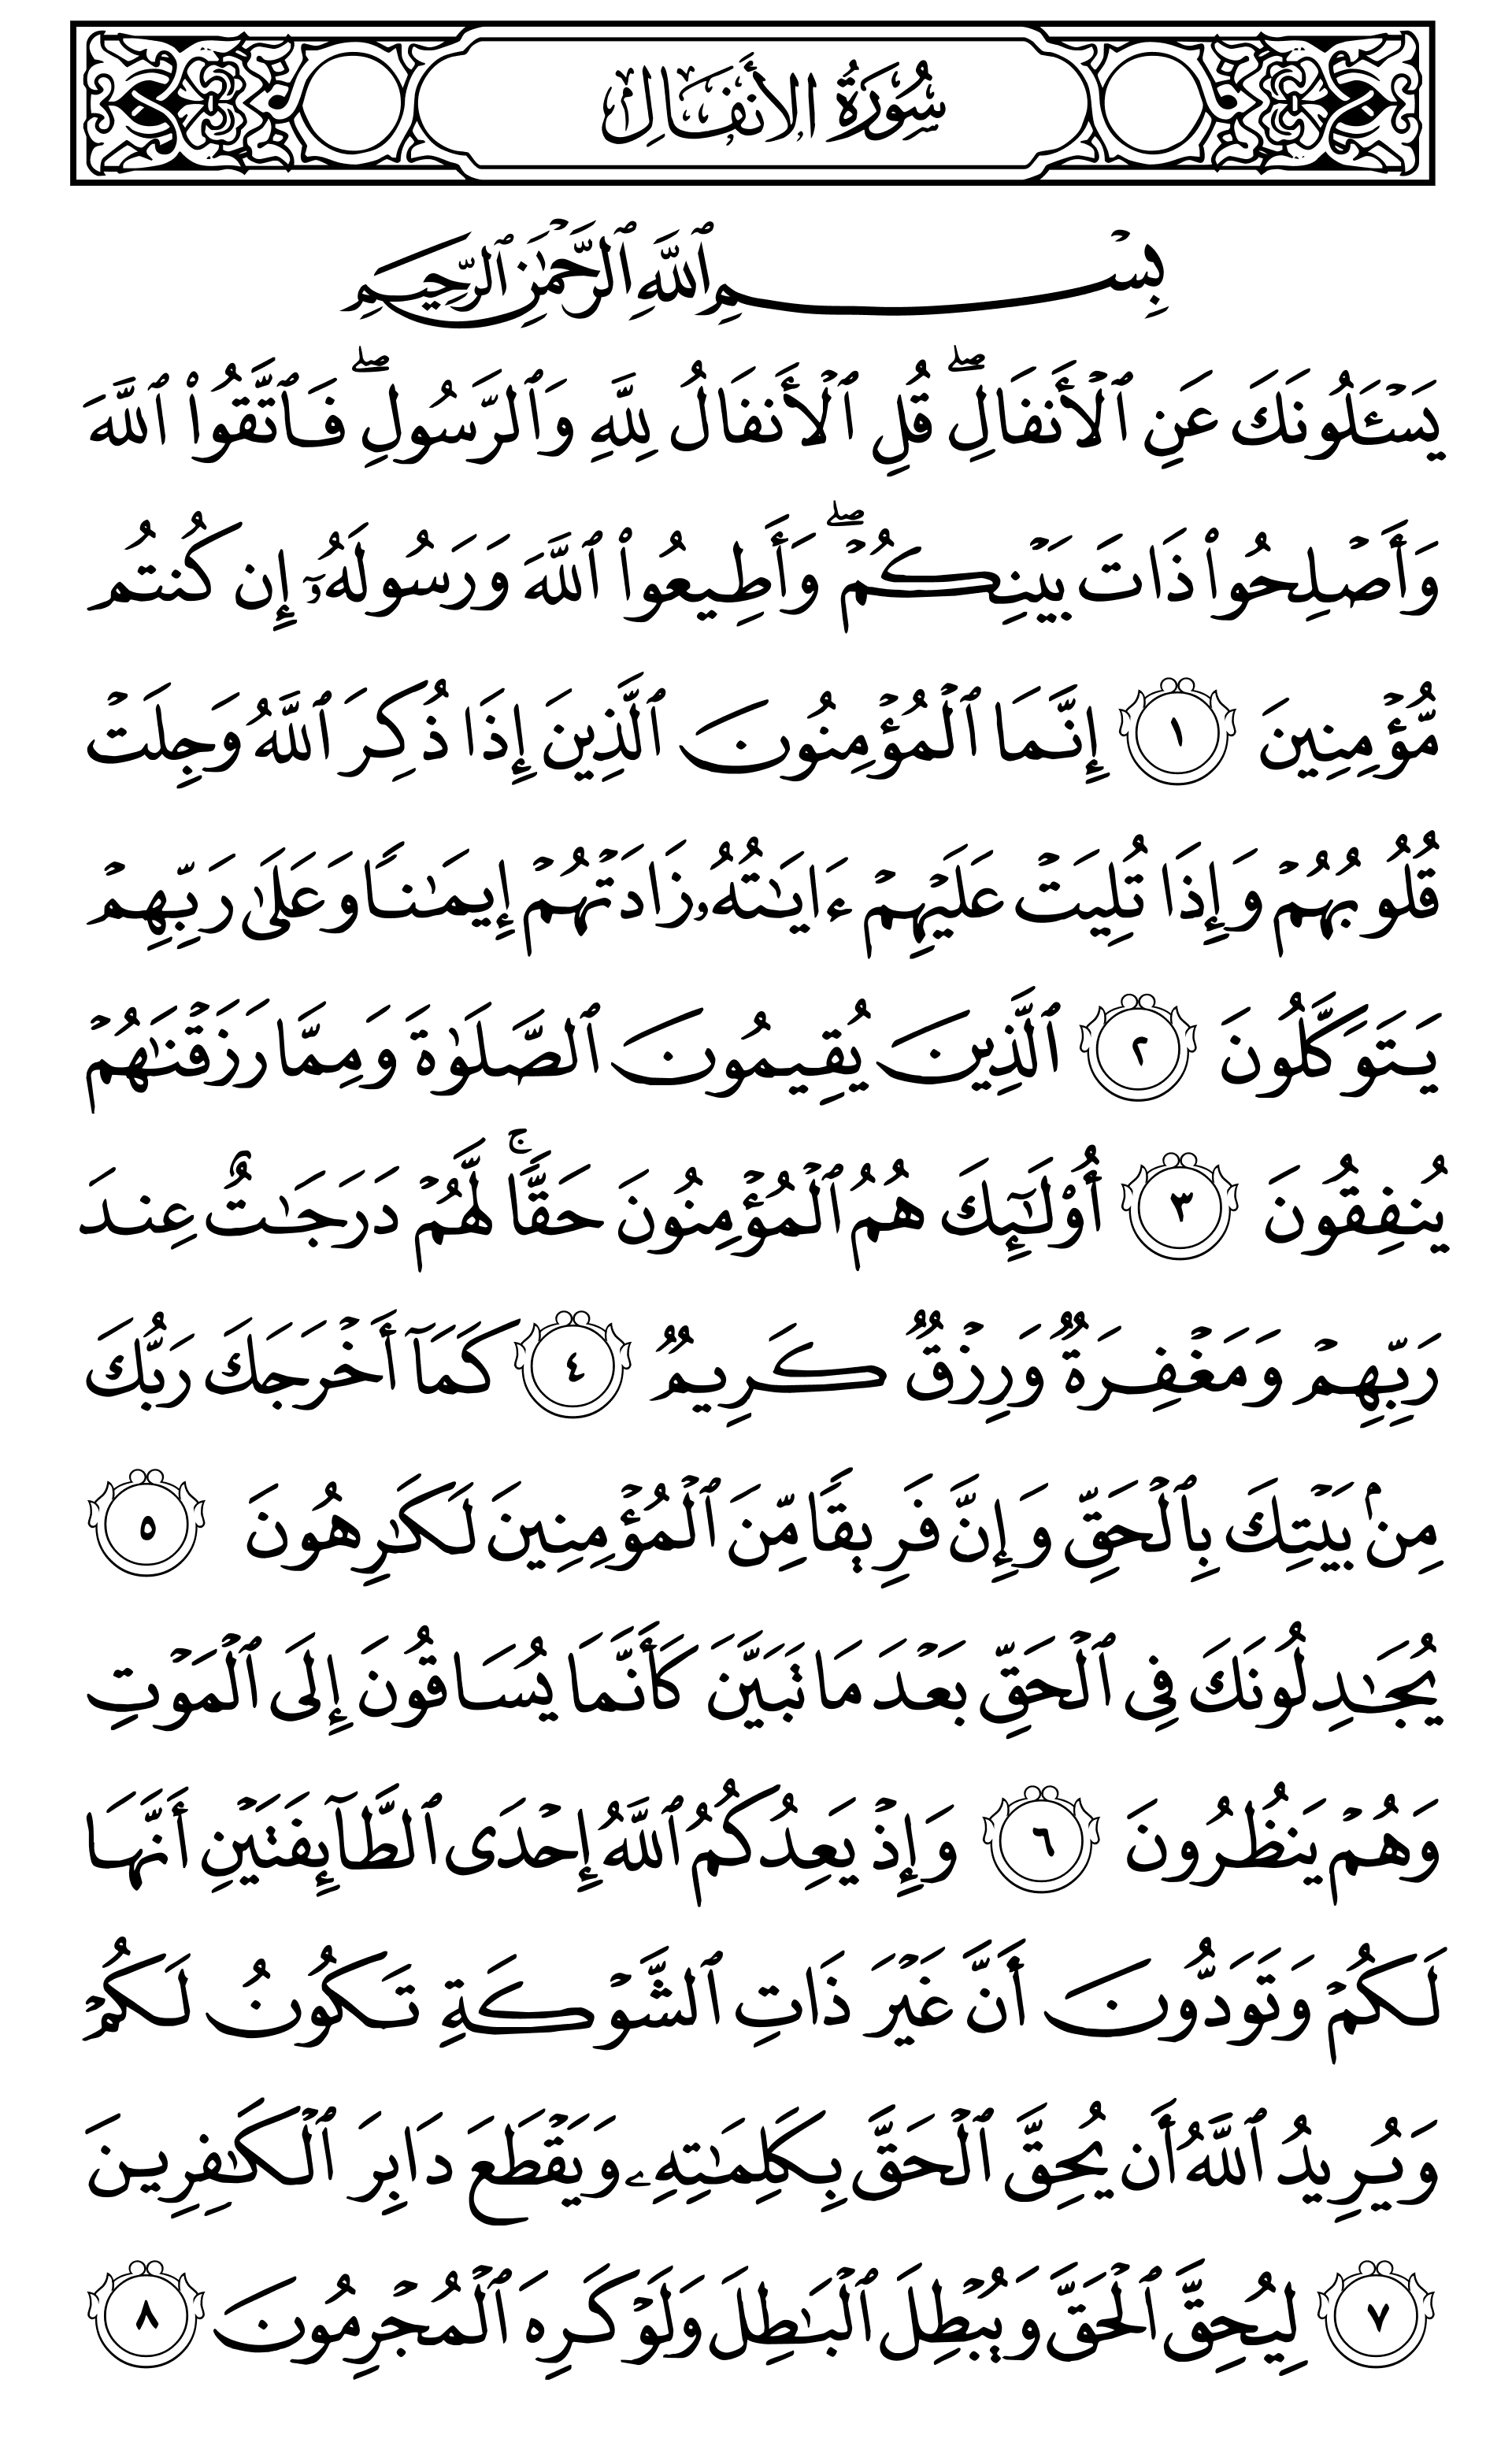 سُورَةُ الأَنفَالِ
بِسْمِ ٱللَّهِ ٱلرَّحْمَٰنِ ٱلرَّحِيمِ
يَسْـَٔلُونَكَ عَنِ ٱلْأَنفَالِ ۖ قُلِ ٱلْأَنفَالُ لِلَّهِ وَٱلرَّسُولِ ۖ فَٱتَّقُوا۟ ٱللَّهَ
وَأَصْلِحُوا۟ ذَاتَ بَيْنِكُمْ ۖ وَأَطِيعُوا۟ ٱللَّهَ وَرَسُولَهُۥٓ إِن كُنتُم
مُّؤْمِنِينَ ١ إِنَّمَا ٱلْمُؤْمِنُونَ ٱلَّذِينَ إِذَا ذُكِرَ ٱللَّهُ وَجِلَتْ
قُلُوبُهُمْ وَإِذَا تُلِيَتْ عَلَيْهِمْ ءَايَٰتُهُۥ زَادَتْهُمْ إِيمَٰنًا وَعَلَىٰ رَبِّهِمْ
يَتَوَكَّلُونَ ٢ ٱلَّذِينَ يُقِيمُونَ ٱلصَّلَوٰةَ وَمِمَّا رَزَقْنَٰهُمْ
يُنفِقُونَ ٣ أُو۟لَٰٓئِكَ هُمُ ٱلْمُؤْمِنُونَ حَقًّا ۚ لَّهُمْ دَرَجَٰتٌ عِندَ
رَبِّهِمْ وَمَغْفِرَةٌ وَرِزْقٌ كَرِيمٌ ٤ كَمَآ أَخْرَجَكَ رَبُّكَ
مِنۢ بَيْتِكَ بِٱلْحَقِّ وَإِنَّ فَرِيقًا مِّنَ ٱلْمُؤْمِنِينَ لَكَٰرِهُونَ ٥
يُجَٰدِلُونَكَ فِى ٱلْحَقِّ بَعْدَ مَا تَبَيَّنَ كَأَنَّمَا يُسَاقُونَ إِلَى ٱلْمَوْتِ
وَهُمْ يَنظُرُونَ ٦ وَإِذْ يَعِدُكُمُ ٱللَّهُ إِحْدَى ٱلطَّآئِفَتَيْنِ أَنَّهَا
لَكُمْ وَتَوَدُّونَ أَنَّ غَيْرَ ذَاتِ ٱلشَّوْكَةِ تَكُونُ لَكُمْ
وَيُرِيدُ ٱللَّهُ أَن يُحِقَّ ٱلْحَقَّ بِكَلِمَٰتِهِۦ وَيَقْطَعَ دَابِرَ ٱلْكَٰفِرِينَ
٧ لِيُحِقَّ ٱلْحَقَّ وَيُبْطِلَ ٱلْبَٰطِلَ وَلَوْ كَرِهَ ٱلْمُجْرِمُونَ ٨